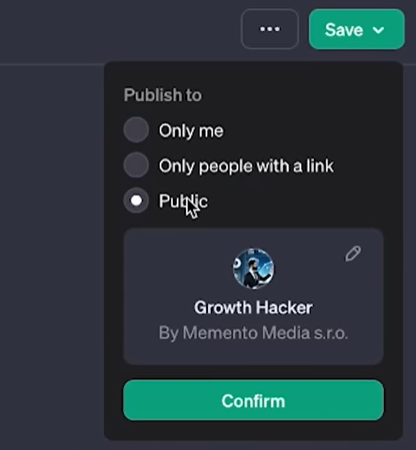 Save
Publish to
Only me
Only people with a link
Public
Growth Hacker
By Memento Media s.r.o.
Confirm